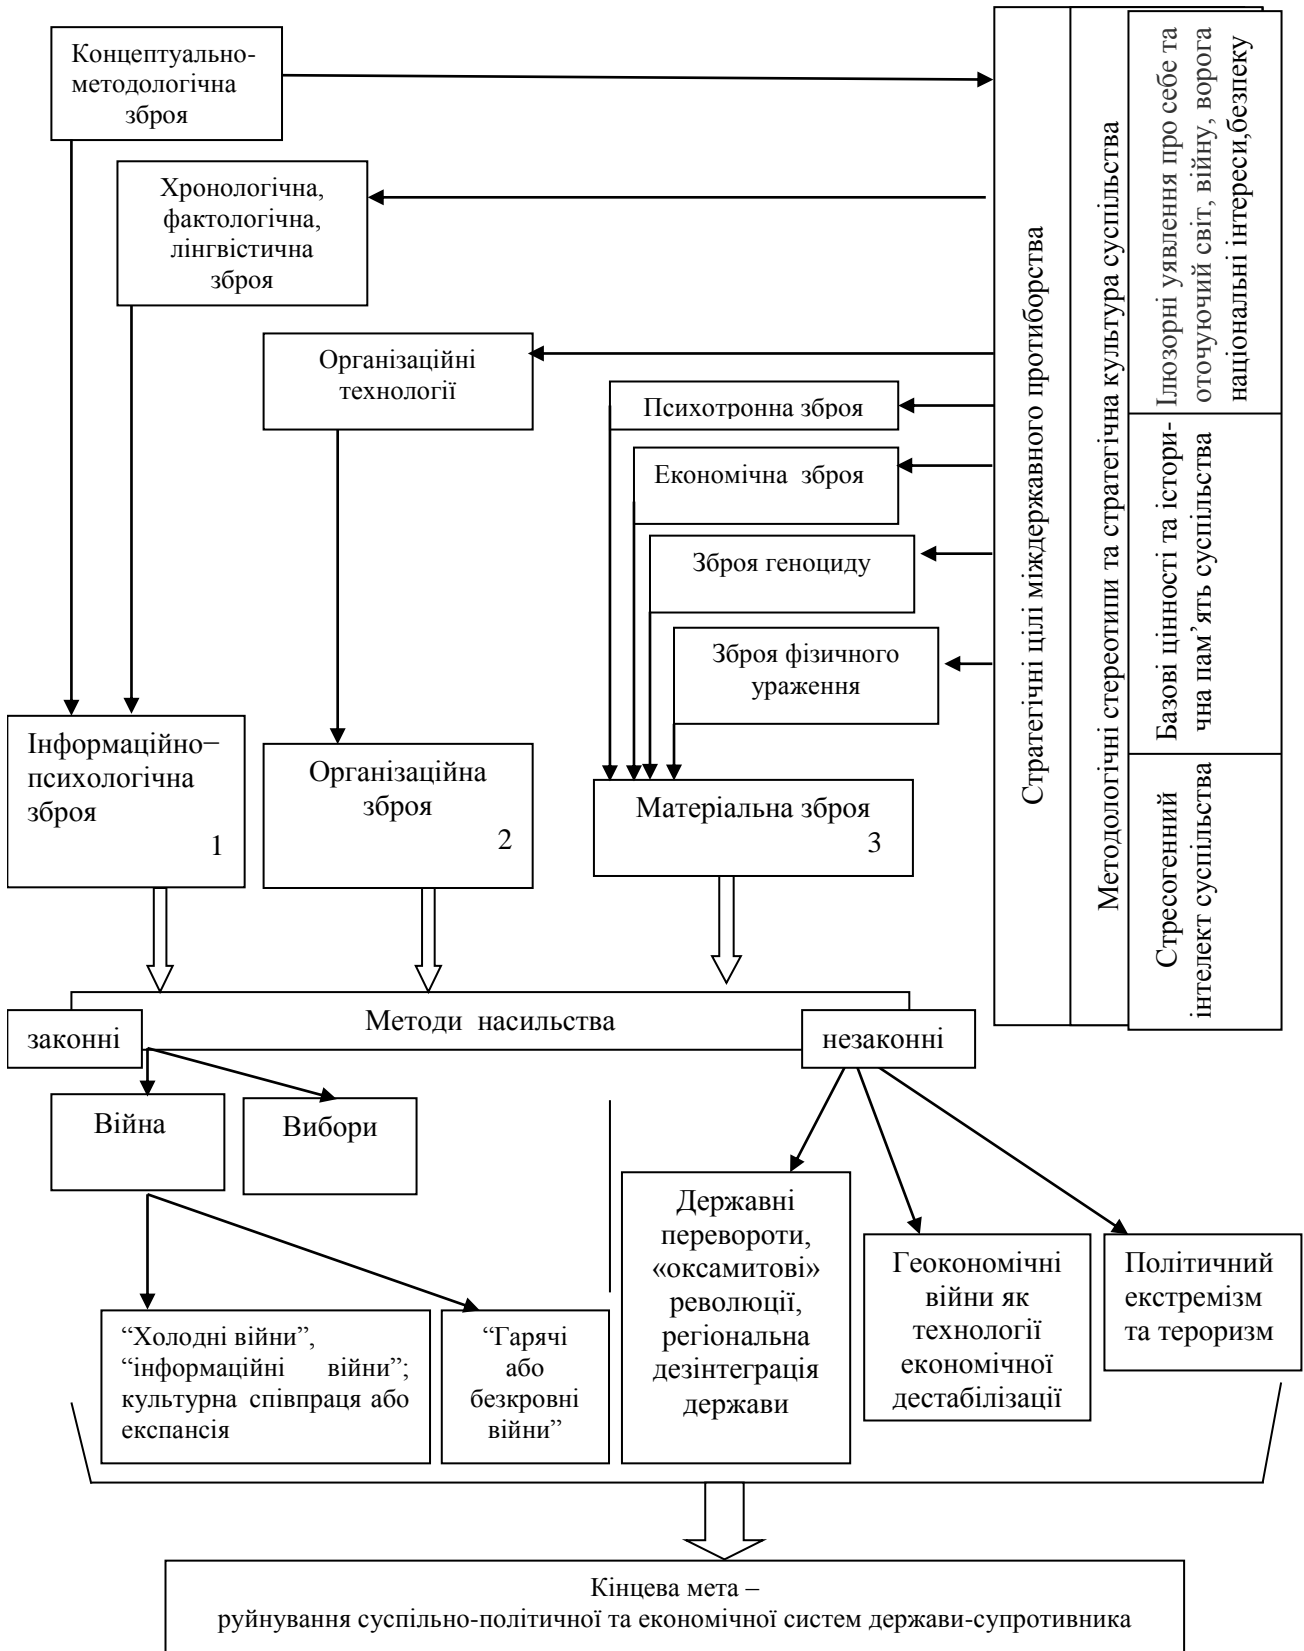 Концептуально-
методологічна
зброя
Хронологічна,
фактологічна,
лінгвістична
зброя
Організаційні
технології
Психотронна зброя
Економічна зброя
Зброя геноциду
Зброя фізичного
ураження
Стратегічні цілі міждержавного протиборства
Методологічні стереотипи та стратегічна культура суспільства
Ілюзорні уявлення про себе та
оточуючий світ, війну, ворога
національні інтереси,безпеку
Базові цінності та істори-
чна пам’ять суспільства
Стресогенний
інтелект суспільства
Інформаційно–
психологічна
зброя
1
Організаційна
зброя
2
Матеріальна зброя
3
Методи насильства
законні
незаконні
Війна
Вибори
Державні
перевороти,
«оксамитові»
революції,
регіональна
дезінтеграція
держави
Геокономічні
війни як
технології
економічної
дестабілізації
Політичний
екстремізм
та тероризм
“Холодні війни”,
“інформаційні війни”;
культурна співпраця або
експансія
“Гарячі
або
безкровні
війни”
Кінцева мета –
руйнування суспільно-політичної та економічної систем держави-супротивника